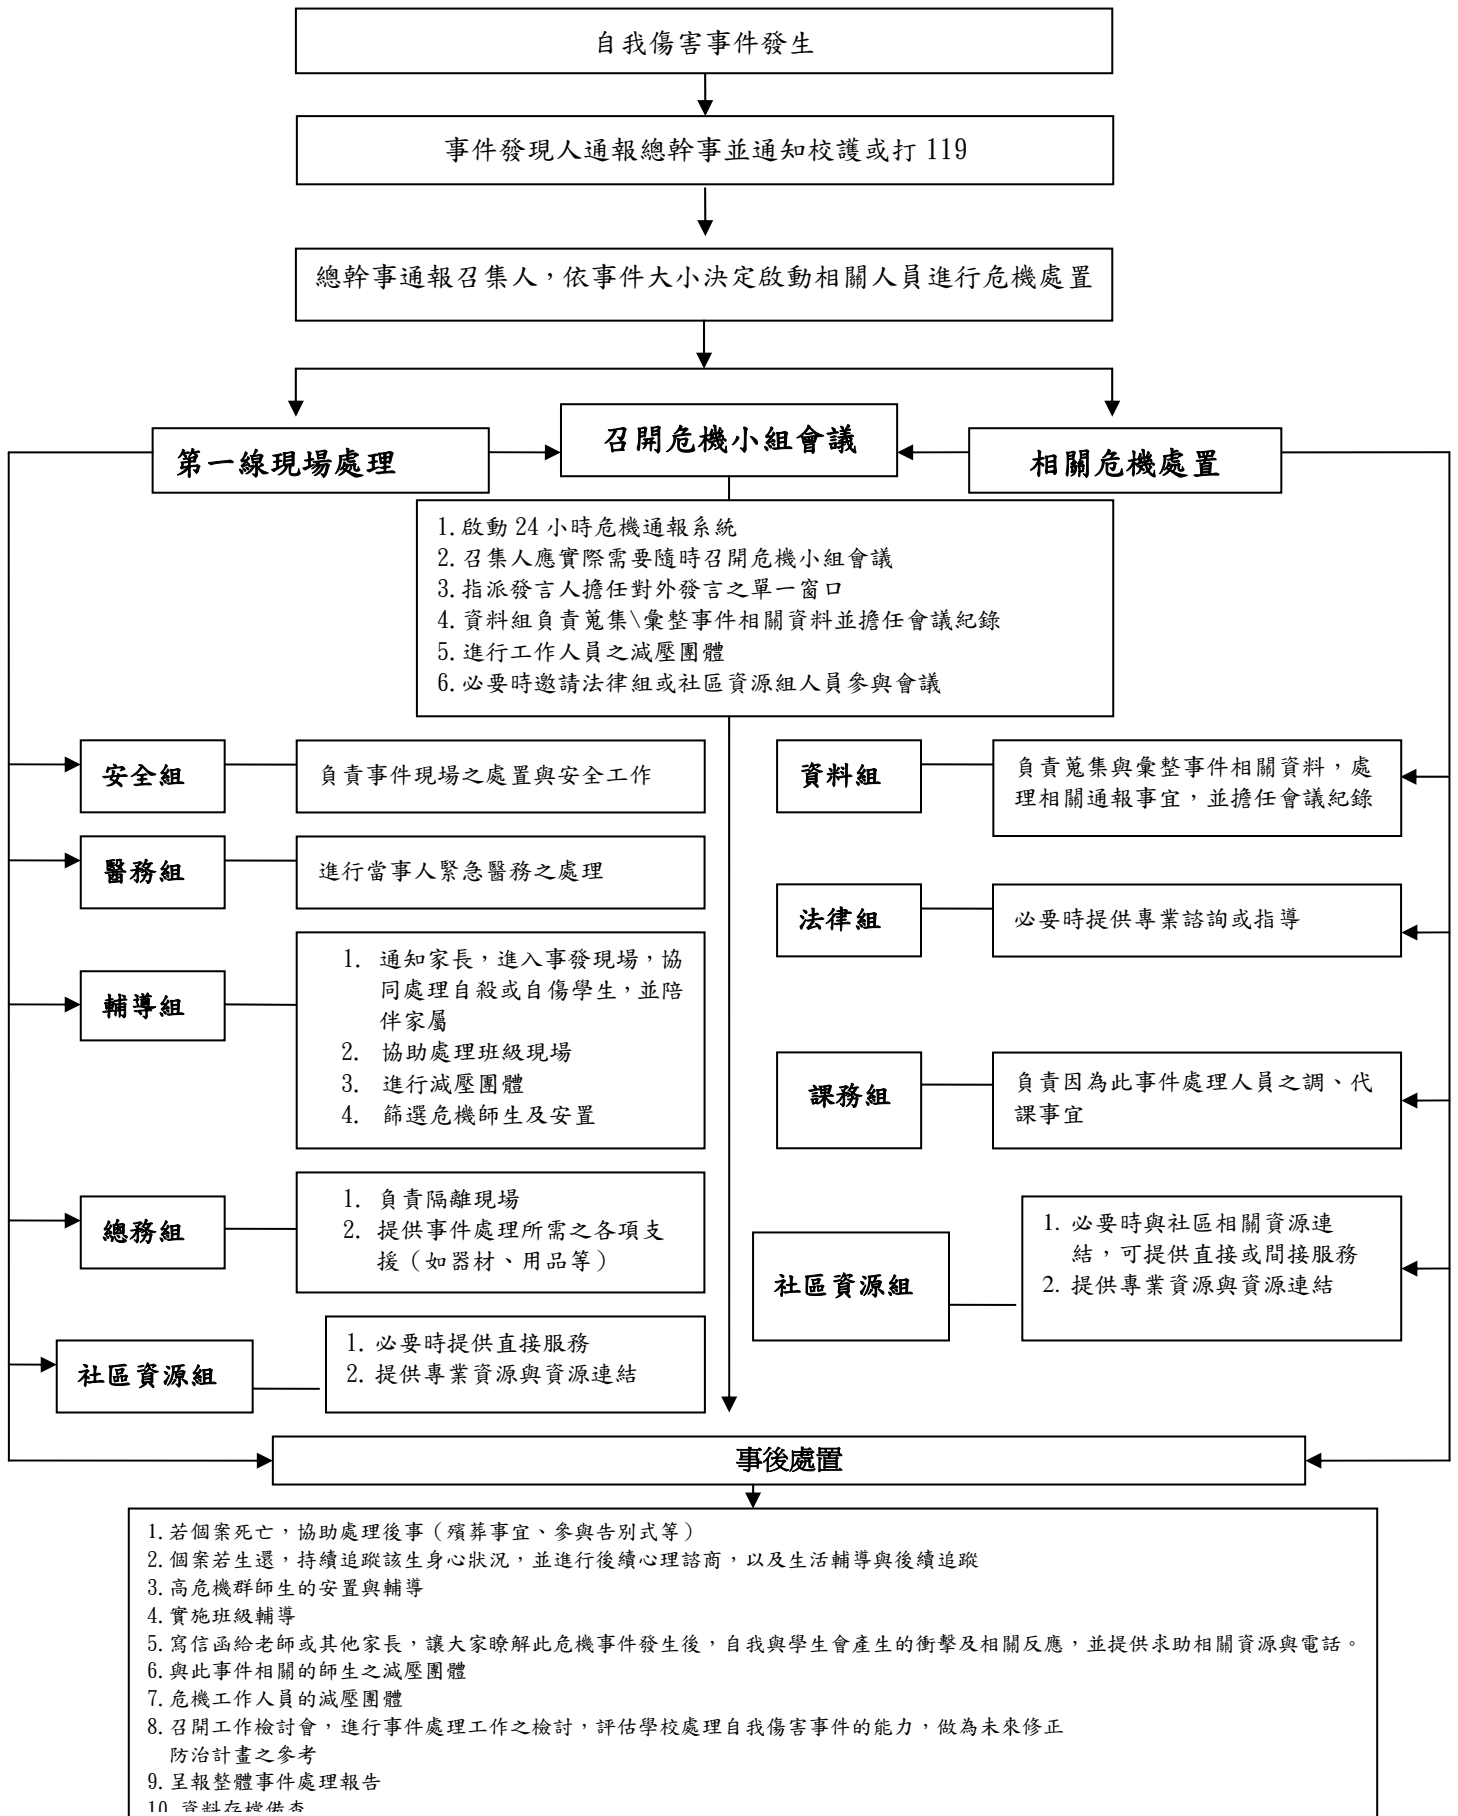 自我傷害事件發生
事件發現人通報總幹事並通知校護或打 119
總幹事通報召集人，依事件大小決定啟動相關人員進行危機處置
第一線現場處理
召開危機小組會議
相關危機處置
1.啟動 24 小時危機通報系統
2.召集人應實際需要隨時召開危機小組會議
3.指派發言人擔任對外發言之單一窗口
4.資料組負責蒐集\彙整事件相關資料並擔任會議紀錄
5.進行工作人員之減壓團體
6.必要時邀請法律組或社區資源組人員參與會議
安全組
負責事件現場之處置與安全工作
醫務組
進行當事人緊急醫務之處理
輔導組
1. 通知家長，進入事發現場，協
同處理自殺或自傷學生，並陪
伴家屬
2. 協助處理班級現場
3. 進行減壓團體
4. 篩選危機師生及安置
總務組
1. 負責隔離現場
2. 提供事件處理所需之各項支
援（如器材、用品等）
社區資源組
1. 必要時提供直接服務
2. 提供專業資源與資源連結
資料組
負責蒐集與彙整事件相關資料，處
理相關通報事宜，並擔任會議紀錄
法律組
必要時提供專業諮詢或指導
課務組
負責因為此事件處理人員之調、代
課事宜
社區資源組
1. 必要時與社區相關資源連
結，可提供直接或間接服務
2. 提供專業資源與資源連結
事後處置
1.若個案死亡，協助處理後事（殯葬事宜、參與告別式等）
2.個案若生還，持續追蹤該生身心狀況，並進行後續心理諮商，以及生活輔導與後續追蹤
3.高危機群師生的安置與輔導
4.實施班級輔導
5.寫信函給老師或其他家長，讓大家瞭解此危機事件發生後，自我與學生會產生的衝擊及相關反應，並提供求助相關資源與電話。
6.與此事件相關的師生之減壓團體
7.危機工作人員的減壓團體
8.召開工作檢討會，進行事件處理工作之檢討，評估學校處理自我傷害事件的能力，做為未來修正
防治計畫之參考
9.呈報整體事件處理報告
10.資料存檔備查